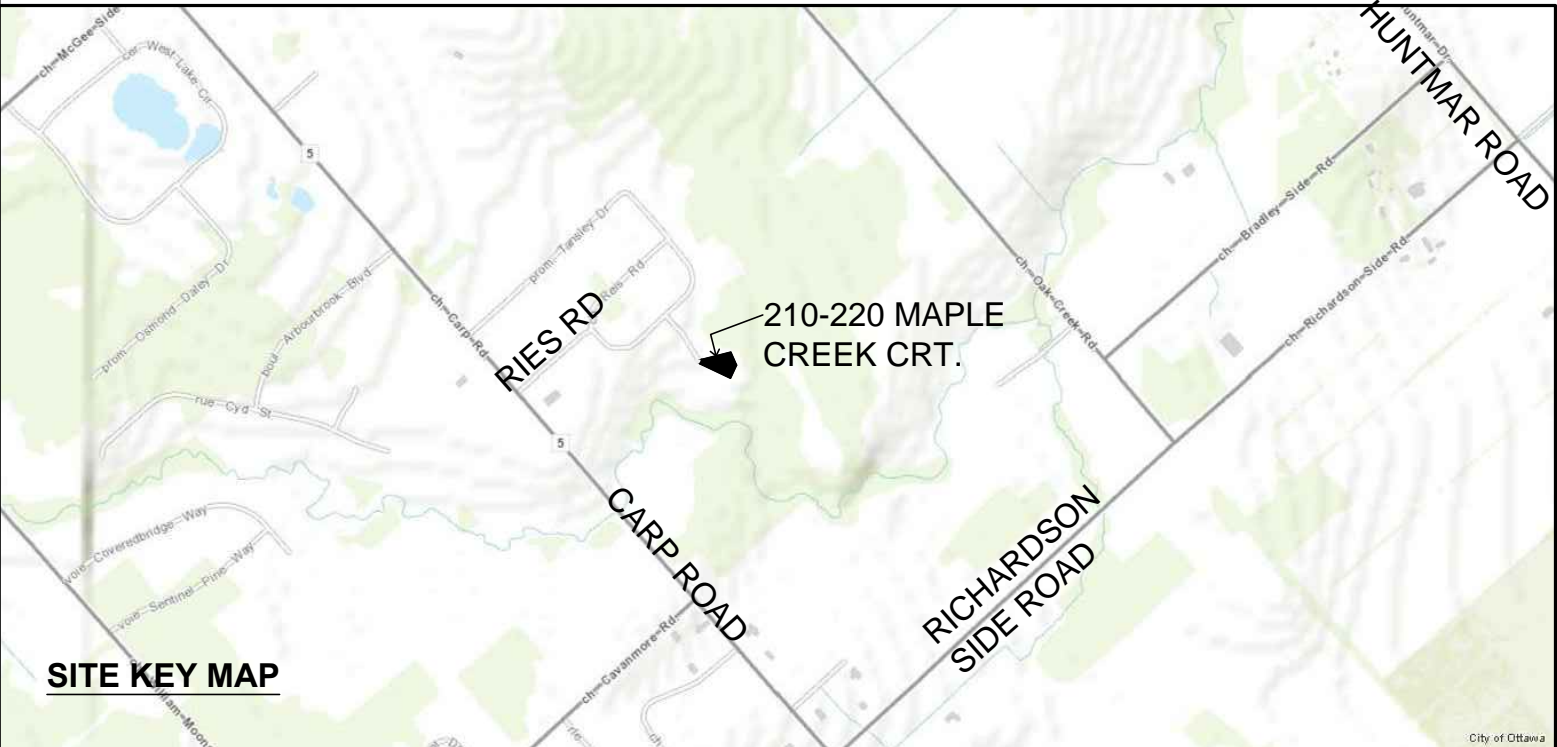 ch-McGee-Side
cor-West-Lake-Cir
5
prom-Osmond-Daley-Dr
boul-Arbourbrook-Blvd
rue-Cyd-St
ch-Carp-Rd
prom-Tansley-Dr
Reis-Rd
RIES RD
210-220 MAPLE
CREEK CRT.
ch-Oak-Creek-Rd
ch-Bradley-Side-Rd
ch-Richardson-Side-Rd
HUNTMAR ROAD
5
CARP ROAD
RICHARDSON
SIDE ROAD
voie-Coveredbridge-Way
voie-Sentinel-Pine-Way
ch-Cavanmore-Rd
SITE KEY MAP
City of Ottawa